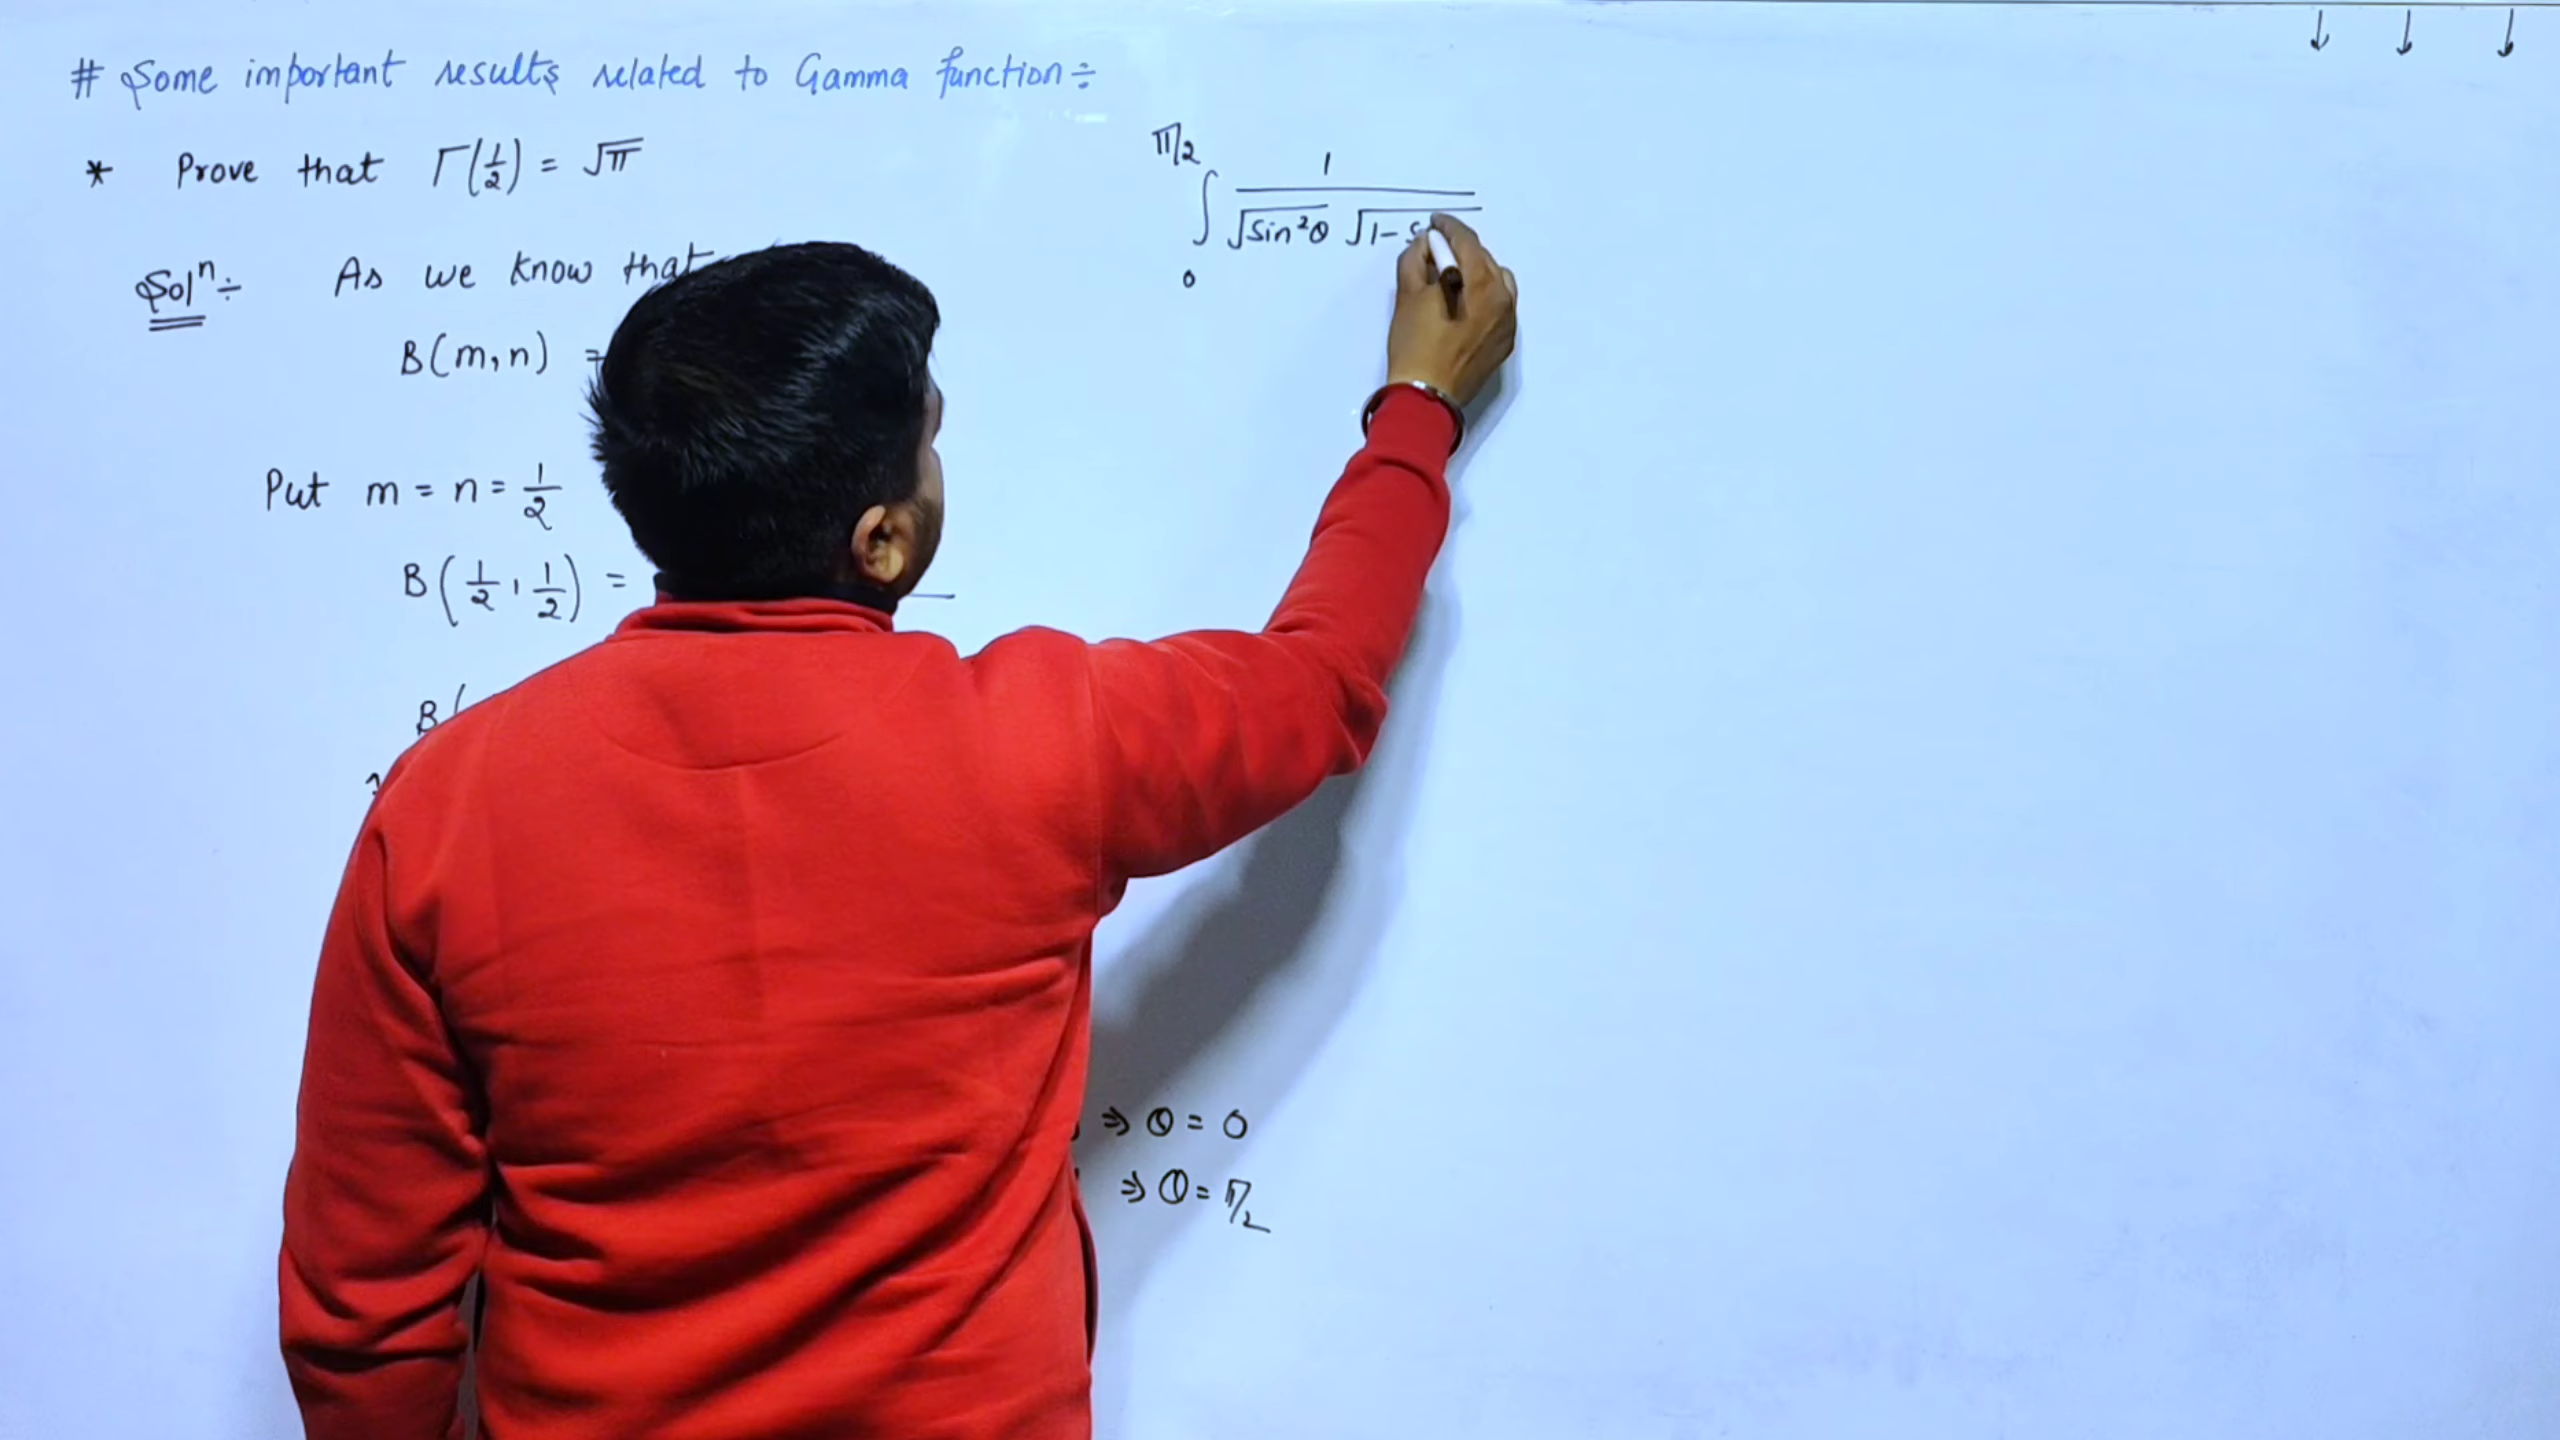 # Some important results related to Gamma function ÷
* Prove that Γ(1/2) = √π
Solⁿ ÷ As we know that
B(m,n) =
Put m = n = 1/2
B(1/2, 1/2) =
B(
⇒ θ = 0
⇒ θ = π/2
π/2
∫ 1 / √sin²θ √1-s
0